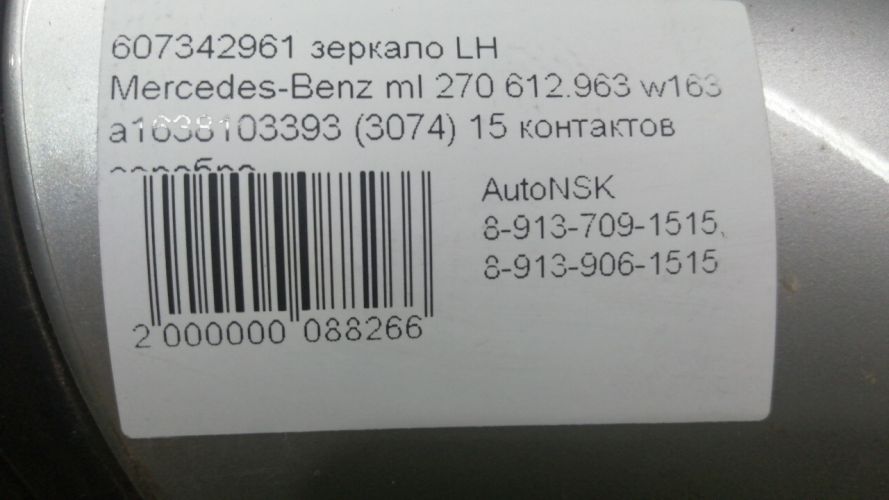 607342961 зеркало LH
Mercedes-Benz ml 270 612.963 w163
a1638103393 (3074) 15 контактов
AutoNSK
8-913-709-1515,
8-913-906-1515
2 000000 088266